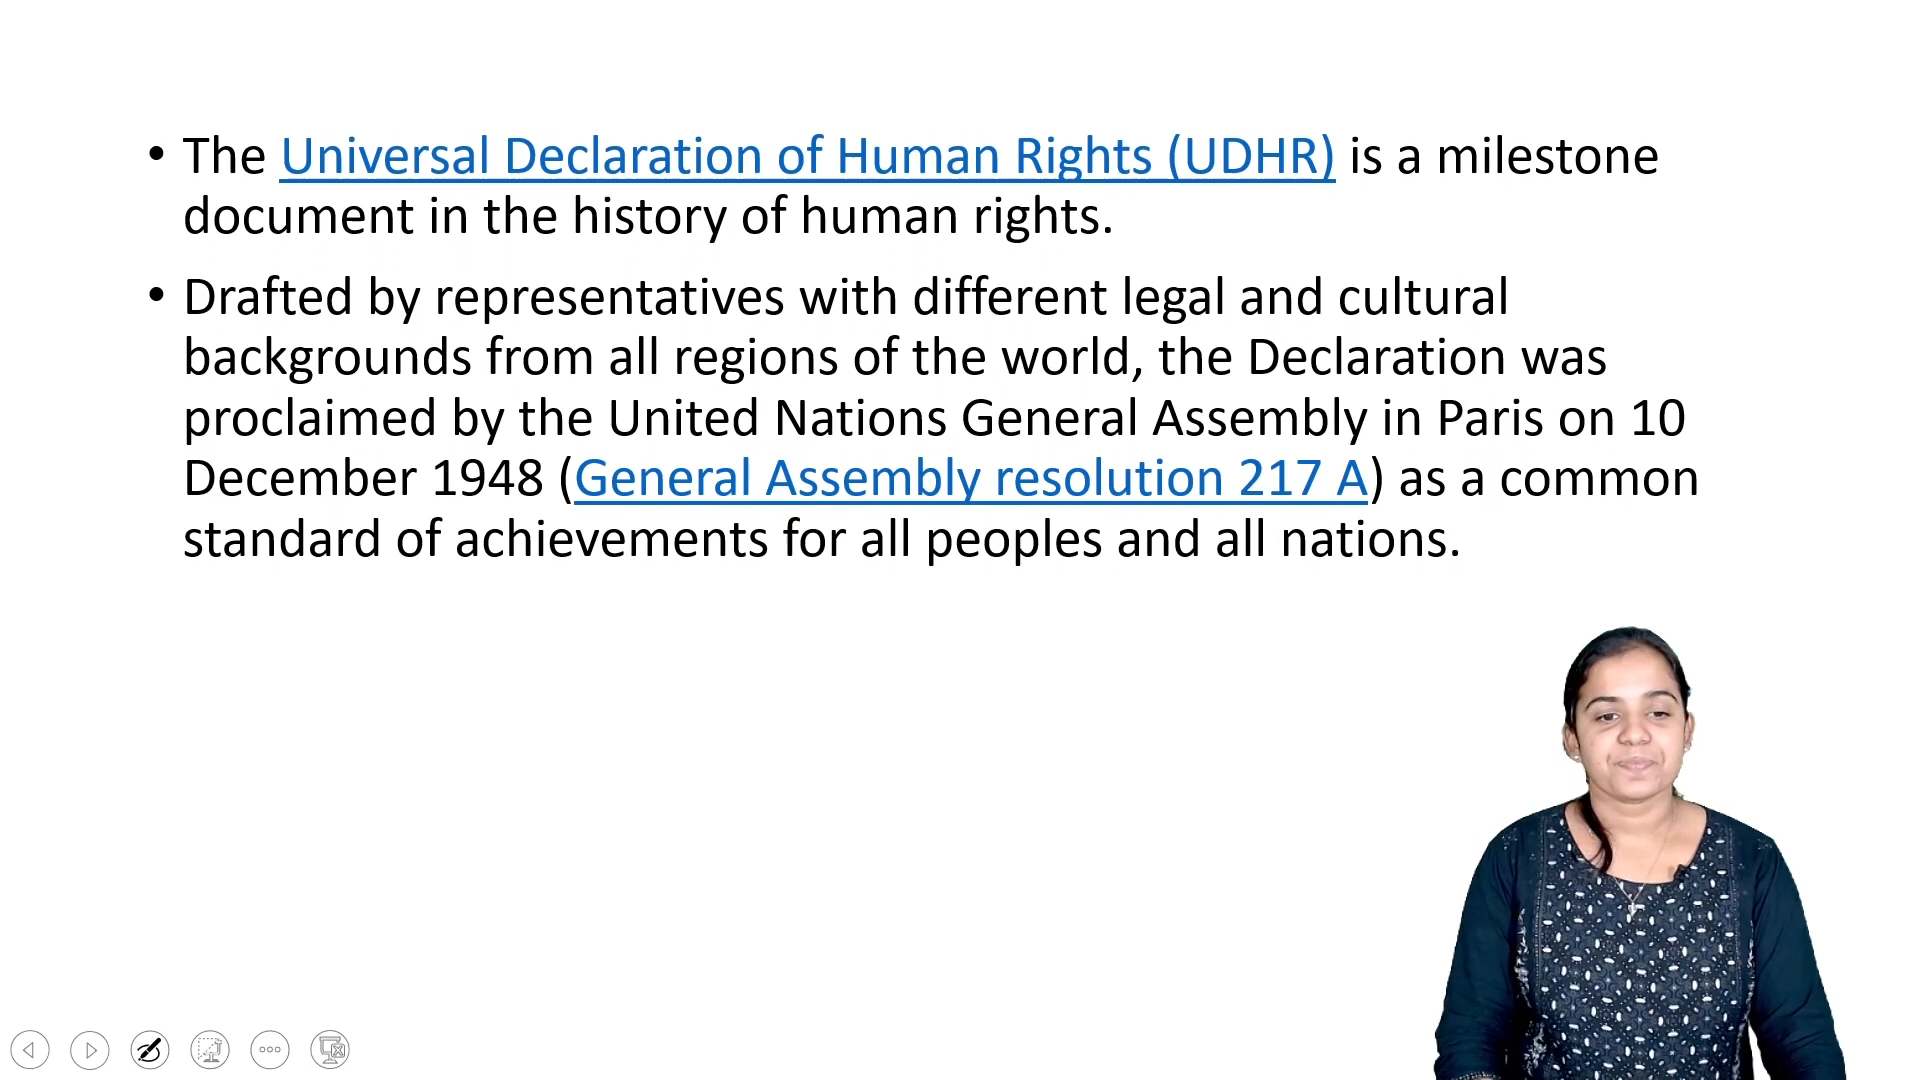 • The Universal Declaration of Human Rights (UDHR) is a milestone
document in the history of human rights.
• Drafted by representatives with different legal and cultural
backgrounds from all regions of the world, the Declaration was
proclaimed by the United Nations General Assembly in Paris on 10
December 1948 (General Assembly resolution 217 A) as a common
standard of achievements for all peoples and all nations.